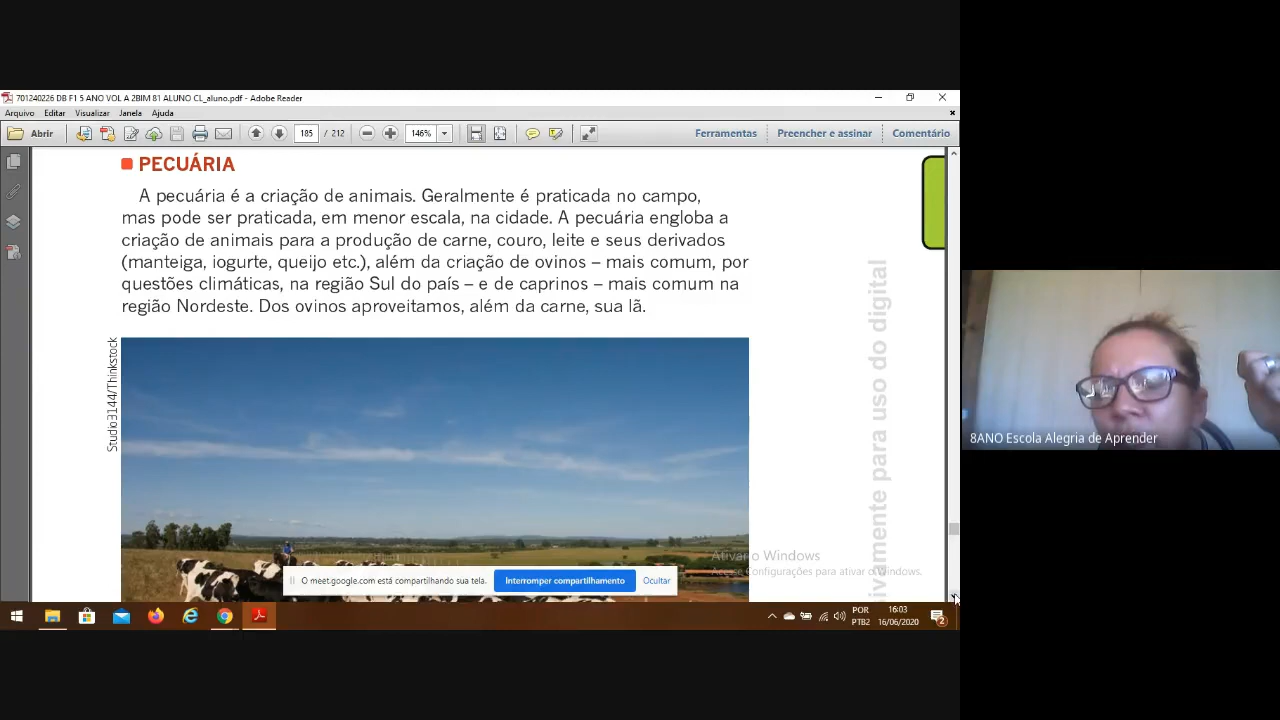 701240226 DB F1 5 ANO VOL A 2BIM 81 ALUNO CL_aluno.pdf - Adobe Reader
Arquivo Editar Visualizar Janela Ajuda
Abrir 185 / 212 146% Ferramentas Preencher e assinar Comentário
PECUÁRIA
A pecuária é a criação de animais. Geralmente é praticada no campo,
mas pode ser praticada, em menor escala, na cidade. A pecuária engloba a
criação de animais para a produção de carne, couro, leite e seus derivados
(manteiga, iogurte, queijo etc.), além da criação de ovinos – mais comum, por
questões climáticas, na região Sul do país – e de caprinos – mais comum na
região Nordeste. Dos ovinos aproveitamos, além da carne, sua lã.
Studio3144/Thinkstock
ivamente para uso do digital
8ANO Escola Alegria de Aprender
Ativar o Windows
Acesse Configurações para ativar o Windows.
O meet.google.com está compartilhando sua tela. Interromper compartilhamento Ocultar
POR 16:03
PTB2 16/06/2020 2